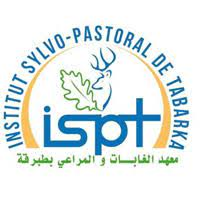 INSTITUT SYLVO-PASTORAL DE TABARKA
ispt
معهد الغابات و المراعي بطبرقة